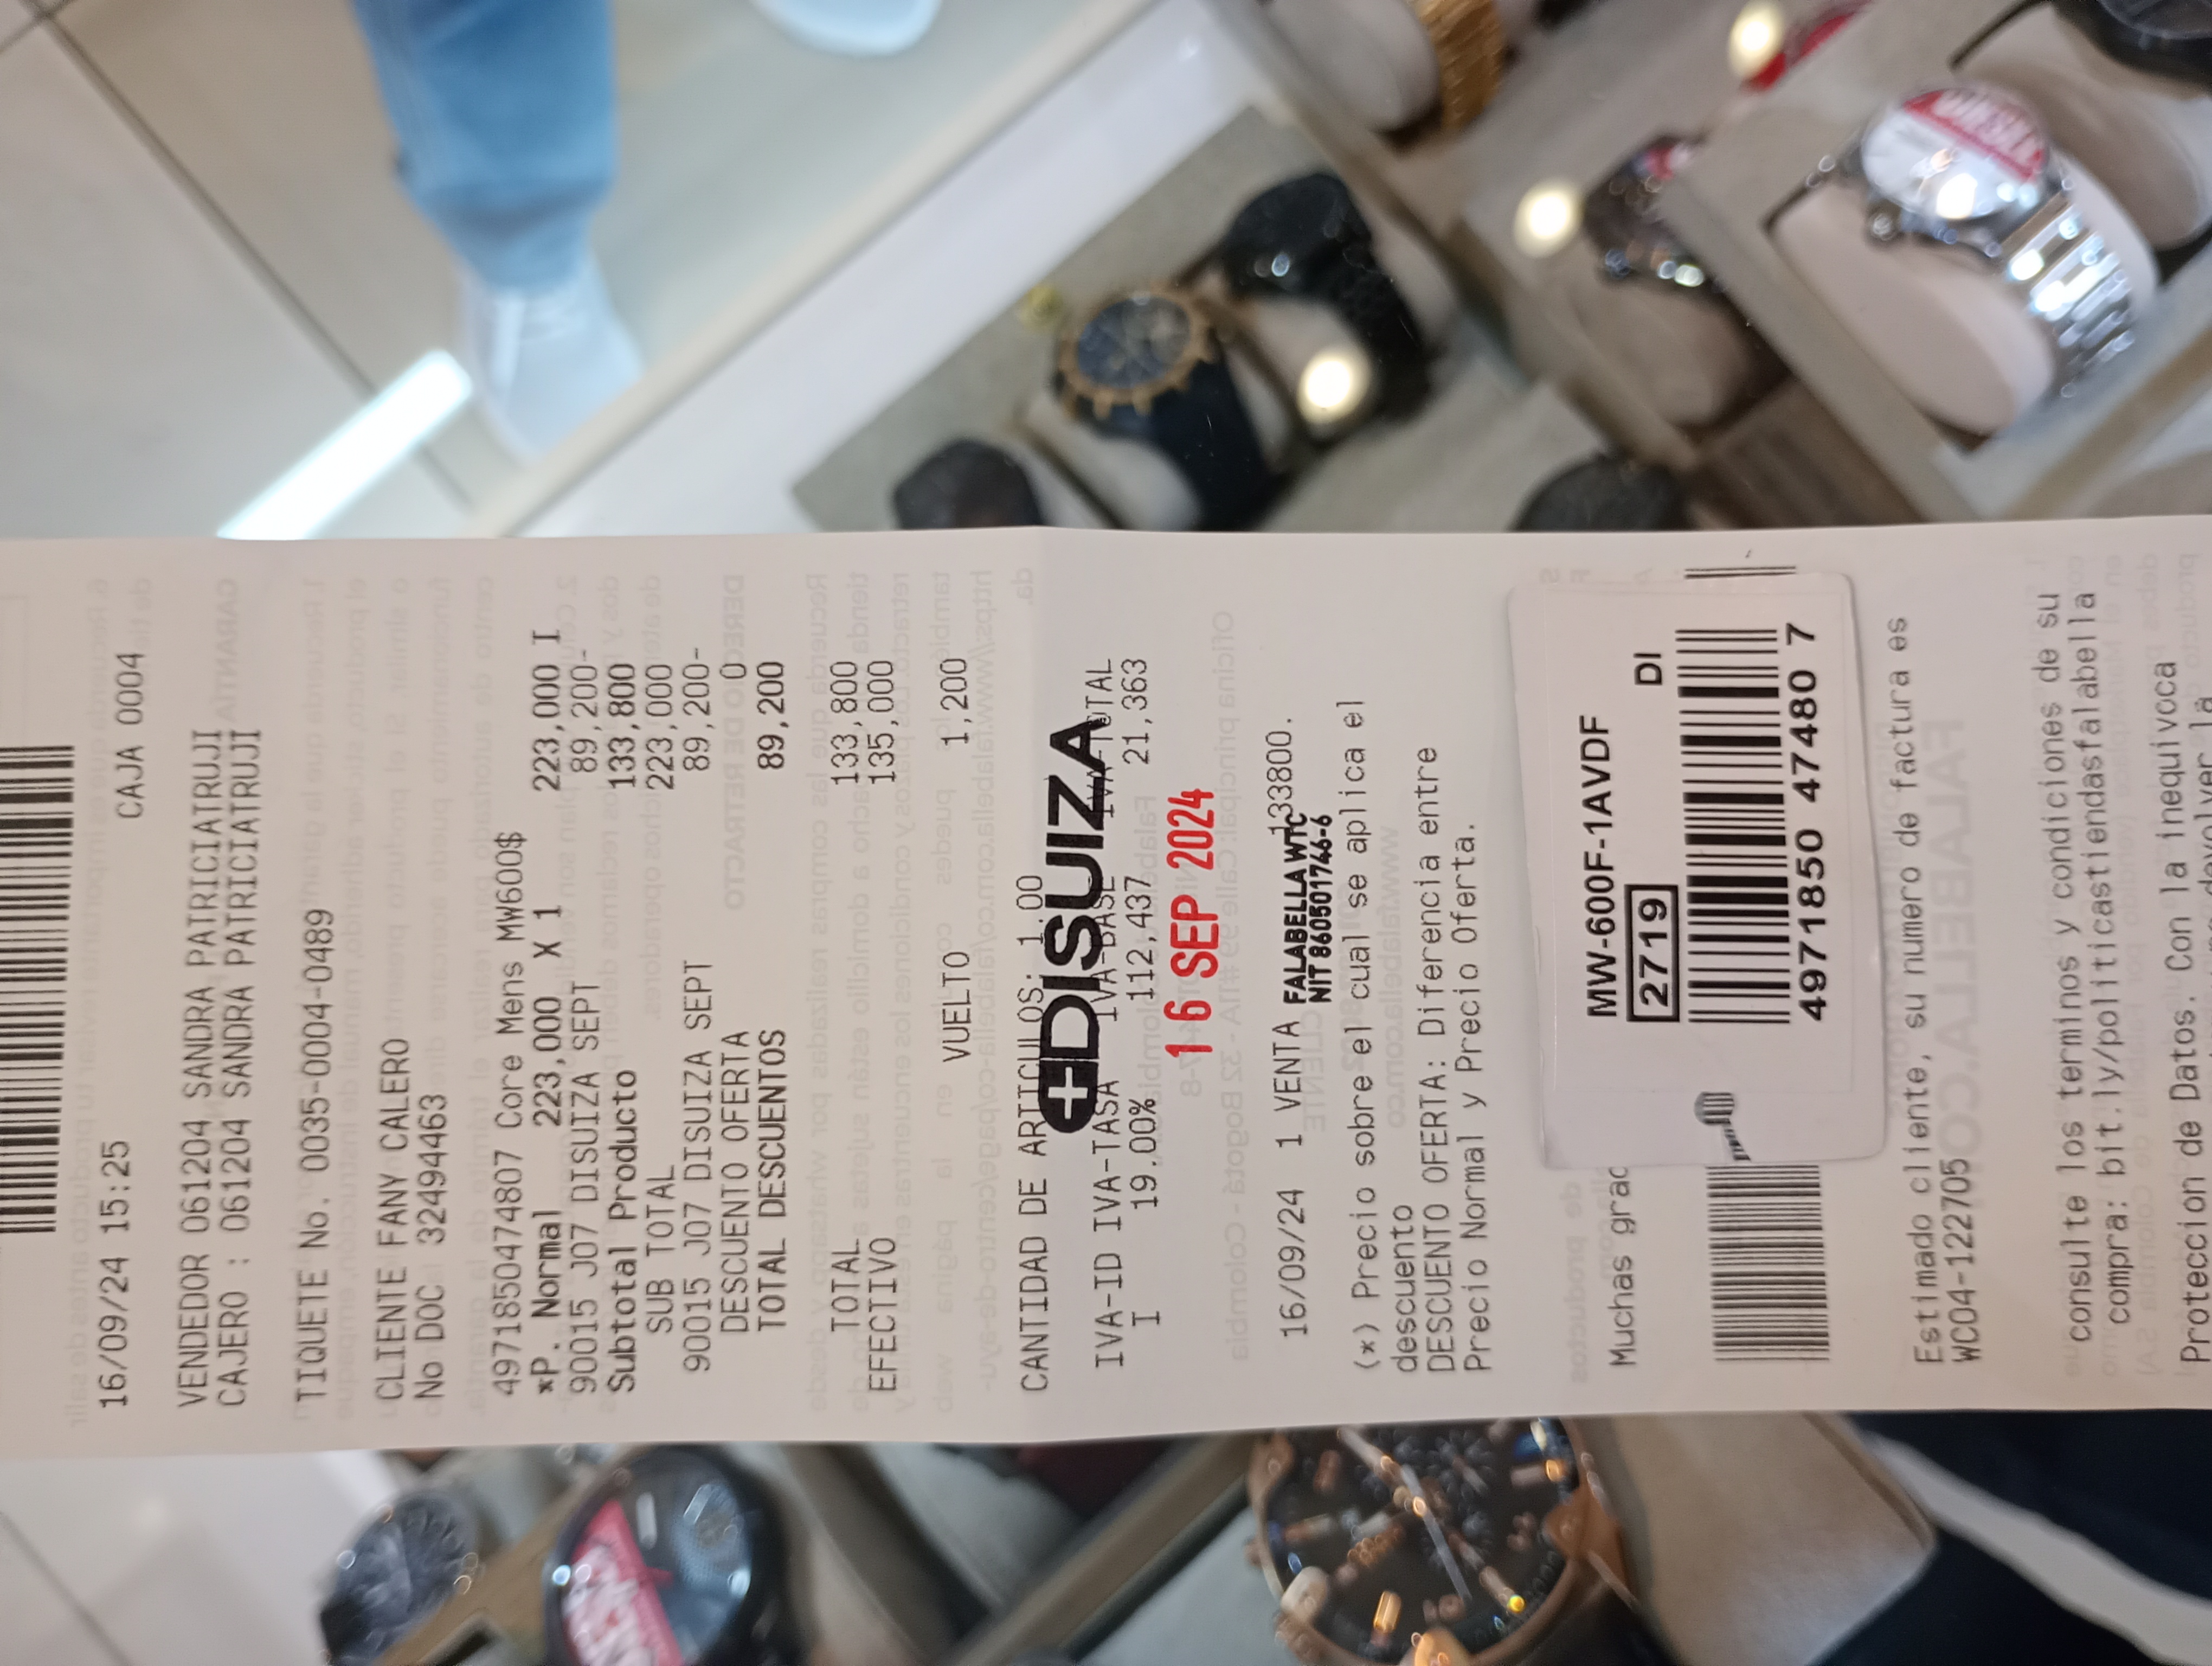 16/09/24 15:25 CAJA 0004
VENDEDOR 061204 SANDRA PATRICIATRUJI
CAJERO : 061204 SANDRA PATRICIATRUJI
TIQUETE No. 0035-0004-0489
CLIENTE FANY CALERO
No DOC 324944463
4971850474807 Core Mens MW600$
*P. Normal 223,000 X 1 223,000 I
90015 J07 DISUIZA SEPT 89,200-
Subtotal Producto 133,800
SUB TOTAL 223,000
90015 J07 DISUIZA SEPT 89,200-
DESCUENTO OFERTA 0
TOTAL DESCUENTOS 89,200
TOTAL 133,800
EFECTIVO 135,000
VUELTO 1,200
CANTIDAD DE ARTICULOS: 1.00
+DISUIZA
IVA-ID IVA-TASA IVA-BASE IVA-TOTAL
I 19.00% 112,437 21,363
16 SEP 2024
16/09/24 1 VENTA 133800.
FALABELLA WTC
NIT 860501746-6
(*) Precio sobre el cual se aplica el
descuento
DESCUENTO OFERTA: Diferencia entre
Precio Normal y Precio Oferta.
Muchas grac
MW-600F-1AVDF
2719 DI
4971850 47480 7
Estimado cliente, su numero de factura es
WC04-122705
consulte los terminos y condiciones de su
compra: bit.ly/politicastiendasfalabella
Proteccion de Datos. Con la inequivoca